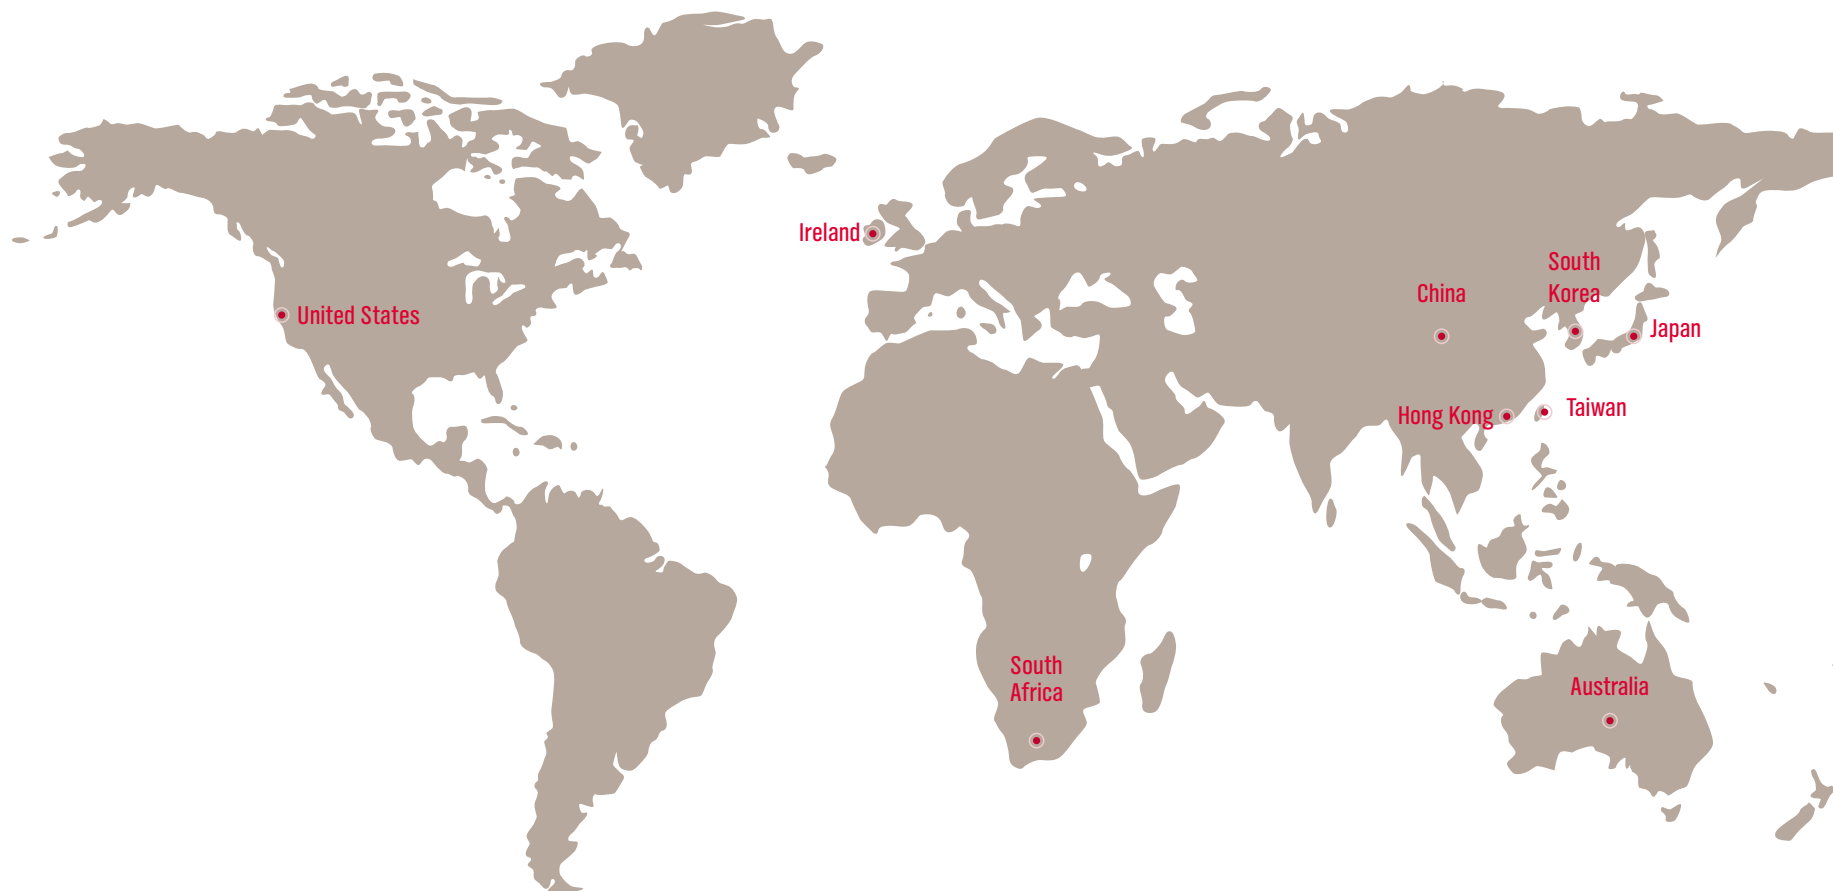 Ireland
South
Korea
China
United States
Japan
Hong Kong
Taiwan
South
Africa
Australia